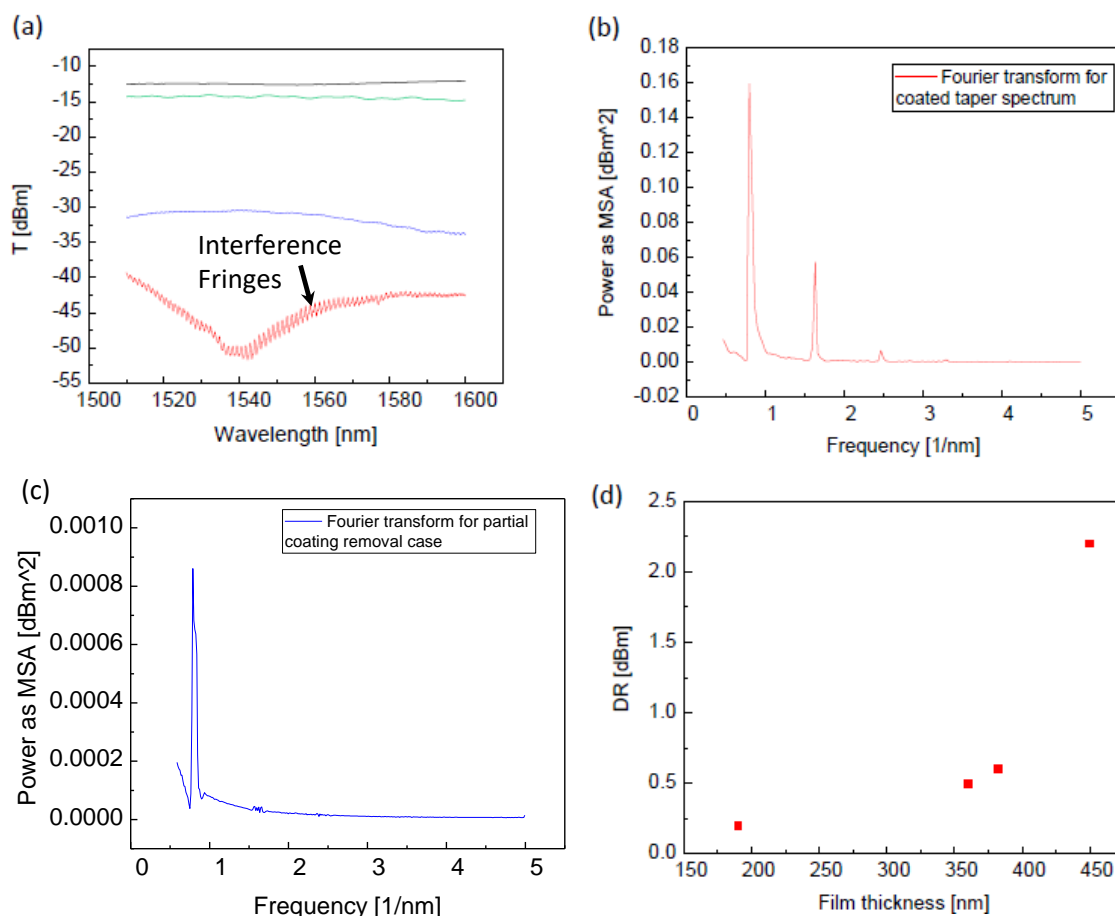 (a)
-10
-15
-20
-25
-30
-35
-40
-45
-50
-55
T [dBm]
Interference
Fringes
1500 1520 1540 1560 1580 1600
Wavelength [nm]
(b)
0.18
0.16
0.14
0.12
0.10
0.08
0.06
0.04
0.02
0.00
-0.02
Power as MSA [dBm^2]
Fourier transform for
coated taper spectrum
0 1 2 3 4 5
Frequency [1/nm]
(c)
0.0010
0.0008
0.0006
0.0004
0.0002
0.0000
Power as MSA [dBm^2]
Fourier transform for partial
coating removal case
0 1 2 3 4 5
Frequency [1/nm]
(d)
2.5
2.0
1.5
1.0
0.5
0.0
DR [dBm]
150 200 250 300 350 400 450
Film thickness [nm]